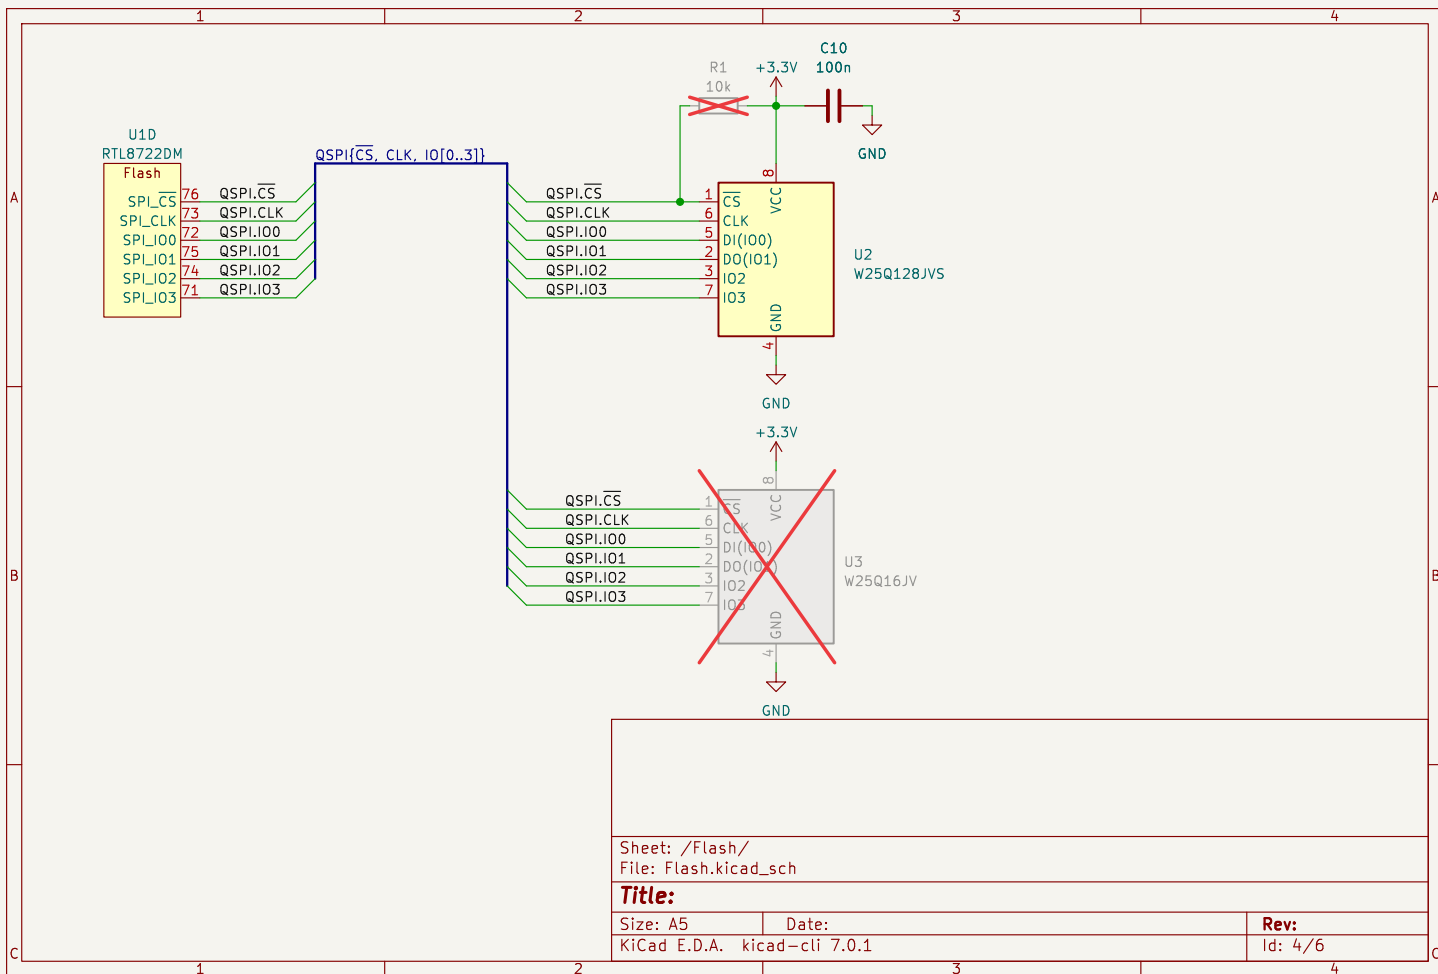 1 2 3 4
C10
100n
R1
10k
+3.3V
GND
U1D
RTL8722DM
Flash
SPI_CS 76 QSPI.CS
SPI_CLK 73 QSPI.CLK
SPI_IO0 72 QSPI.IO0
SPI_IO1 75 QSPI.IO1
SPI_IO2 74 QSPI.IO2
SPI_IO3 71 QSPI.IO3
QSPI{CS, CLK, IO[0..3]}
A A
8
VCC
QSPI.CS 1 CS
QSPI.CLK 6 CLK
QSPI.IO0 5 DI(IO0)
QSPI.IO1 2 DO(IO1)
QSPI.IO2 3 IO2
QSPI.IO3 7 IO3
U2
W25Q128JVS
GND
4
GND
+3.3V
8
VCC
QSPI.CS 1 CS
QSPI.CLK 6 CLK
QSPI.IO0 5 DI(IO0)
QSPI.IO1 2 DO(IO1)
QSPI.IO2 3 IO2
QSPI.IO3 7 IO3
U3
W25Q16JV
B B
GND
4
GND
Sheet: /Flash/
File: Flash.kicad_sch
Title:
Size: A5 Date: Rev:
KiCad E.D.A. kicad-cli 7.0.1 Id: 4/6
C C
1 2 3 4